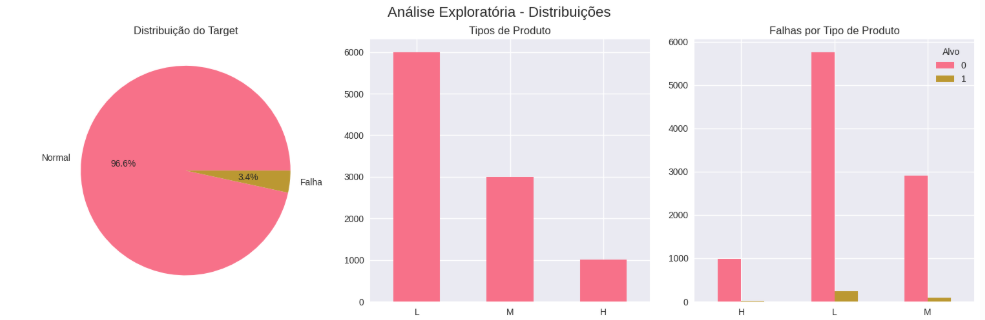 Análise Exploratória - Distribuições
Distribuição do Target
Normal
96.6%
3.4%
Falha
Tipos de Produto
6000
5000
4000
3000
2000
1000
0
L M H
Falhas por Tipo de Produto
6000
5000
4000
3000
2000
1000
0
Alvo
0
1
H L M